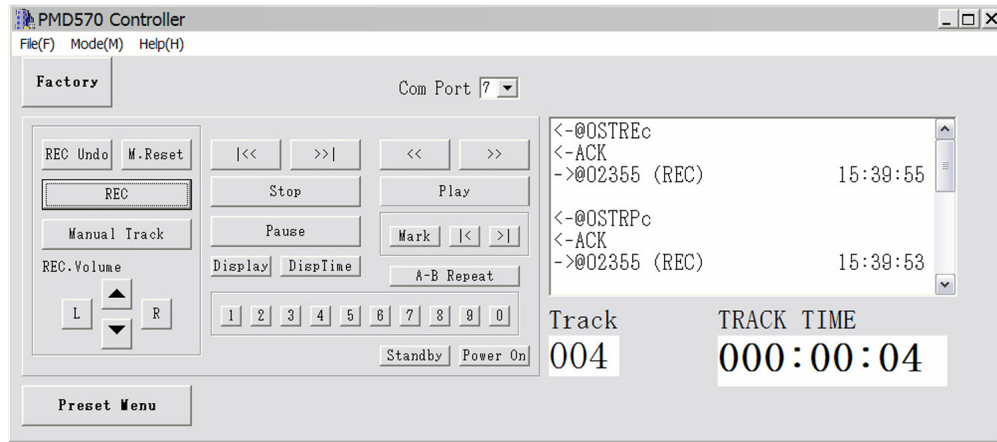 PMD570 Controller
File(F) Mode(M) Help(H)
Factory
Com Port 7
REC Undo M.Reset |<< >>| << >>
REC Stop Play
Manual Track Pause Mark |< >|
REC.Volume Display DispTime A-B Repeat
L R 1 2 3 4 5 6 7 8 9 0
Standby Power On
Preset Menu
<-@0STREc
<-ACK
->@02355 (REC) 15:39:55
<-@0STRPc
<-ACK
->@02355 (REC) 15:39:53
Track TRACK TIME
004 000:00:04